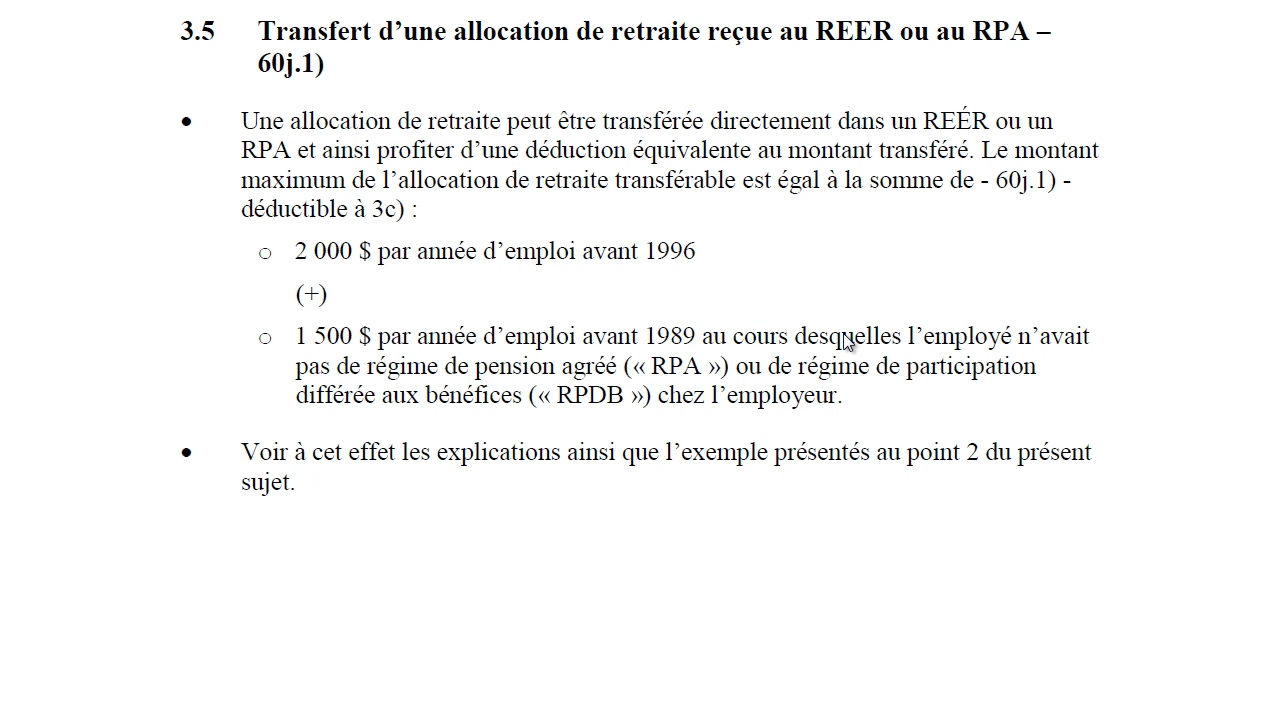 3.5 Transfert d’une allocation de retraite reçue au REER ou au RPA –
60j.1)
• Une allocation de retraite peut être transférée directement dans un REÉR ou un
RPA et ainsi profiter d’une déduction équivalente au montant transféré. Le montant
maximum de l’allocation de retraite transférable est égal à la somme de - 60j.1) -
déductible à 3c) :
o 2 000 $ par année d’emploi avant 1996
(+)
o 1 500 $ par année d’emploi avant 1989 au cours desquelles l’employé n’avait
pas de régime de pension agréé (« RPA ») ou de régime de participation
différée aux bénéfices (« RPDB ») chez l’employeur.
• Voir à cet effet les explications ainsi que l’exemple présentés au point 2 du présent
sujet.